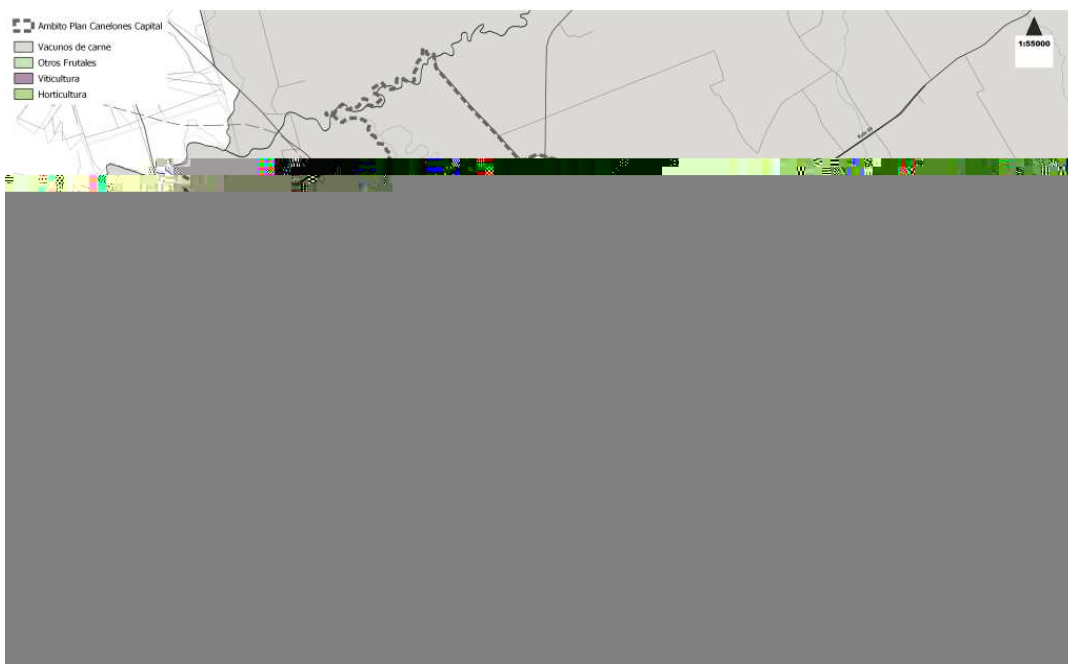 Ambito Plan Canelones Capital
Vacunos de carne
Otros Frutales
Viticultura
Horticultura
1:55000